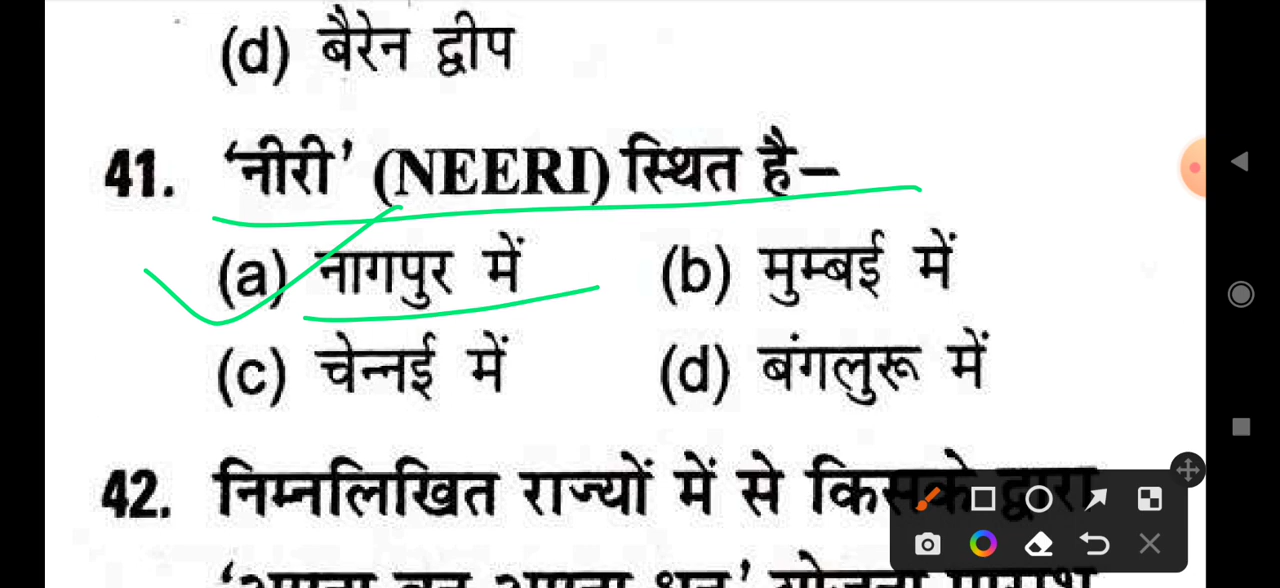 (d) बैरेन द्वीप
41. ‘नीरी’ (NEERI) स्थित है–
(a) नागपुर में (b) मुम्बई में
(c) चेन्नई में (d) बंगलुरू में
42. निम्नलिखित राज्यों में से किसके द्वारा